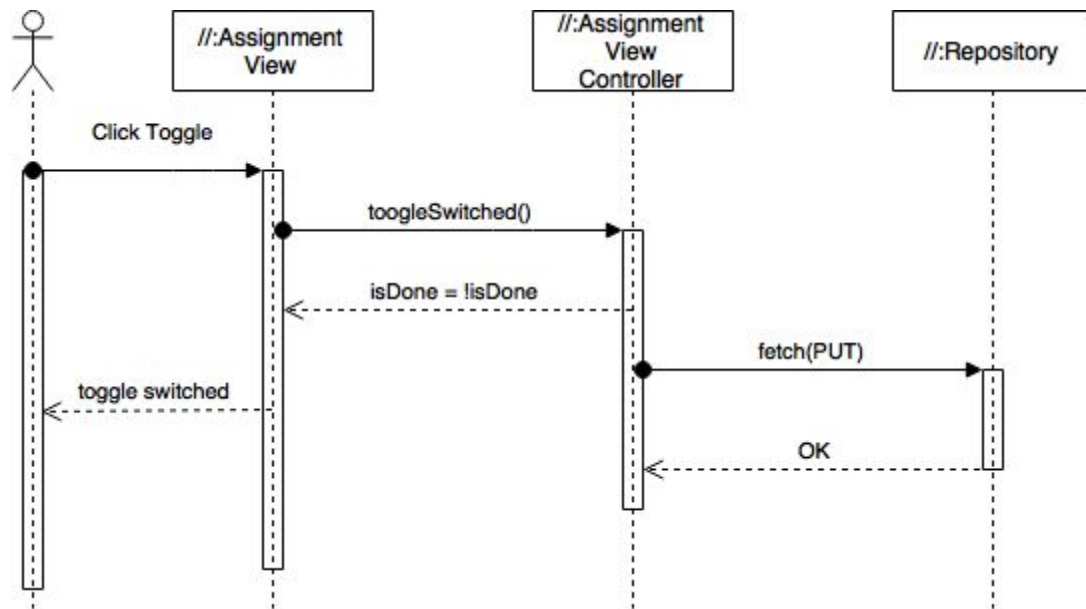 //:Assignment
View
//:Assignment
View
Controller
//:Repository
Click Toggle
toogleSwitched()
isDone = !isDone
fetch(PUT)
toggle switched
OK